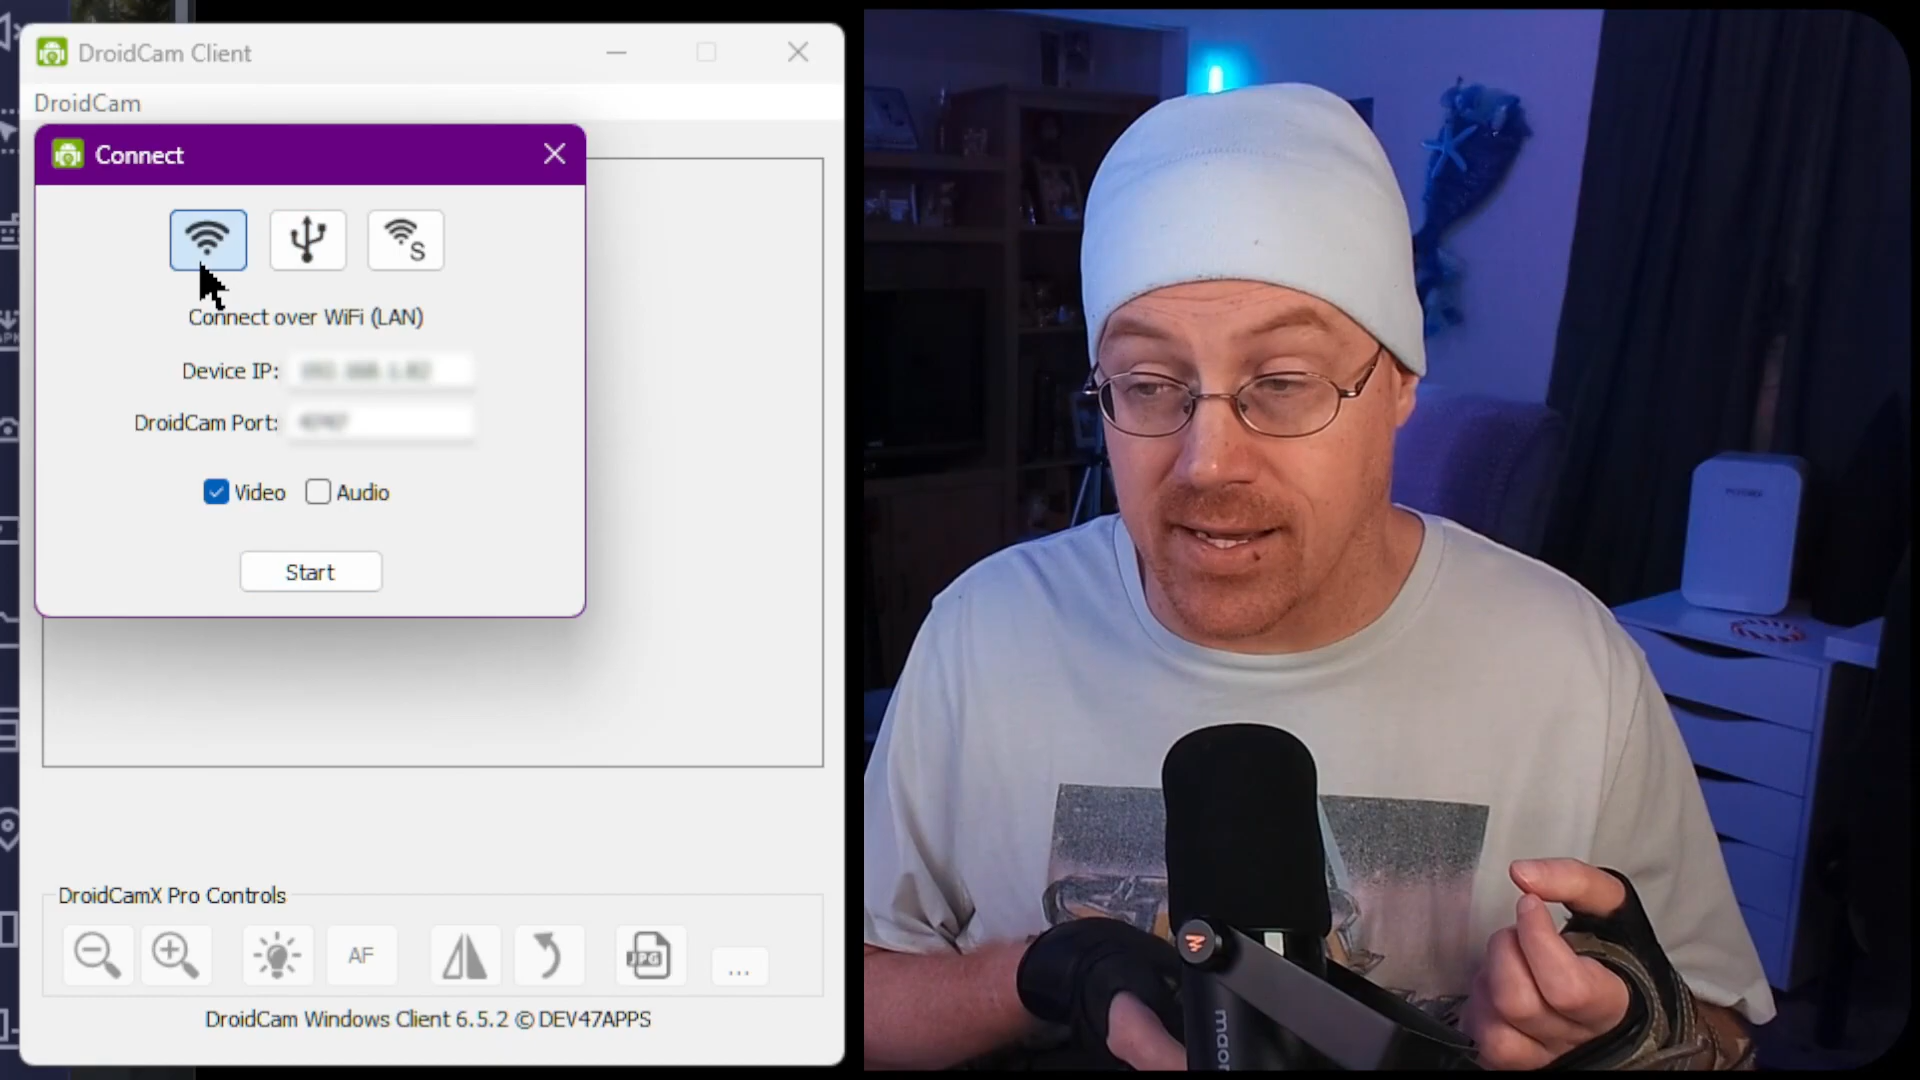 DroidCam Client
DroidCam
Connect
S
Connect over WiFi (LAN)
Device IP:
DroidCam Port:
Video Audio
Start
DroidCamX Pro Controls
AF
JPG
...
DroidCam Windows Client 6.5.2 © DEV47APPS